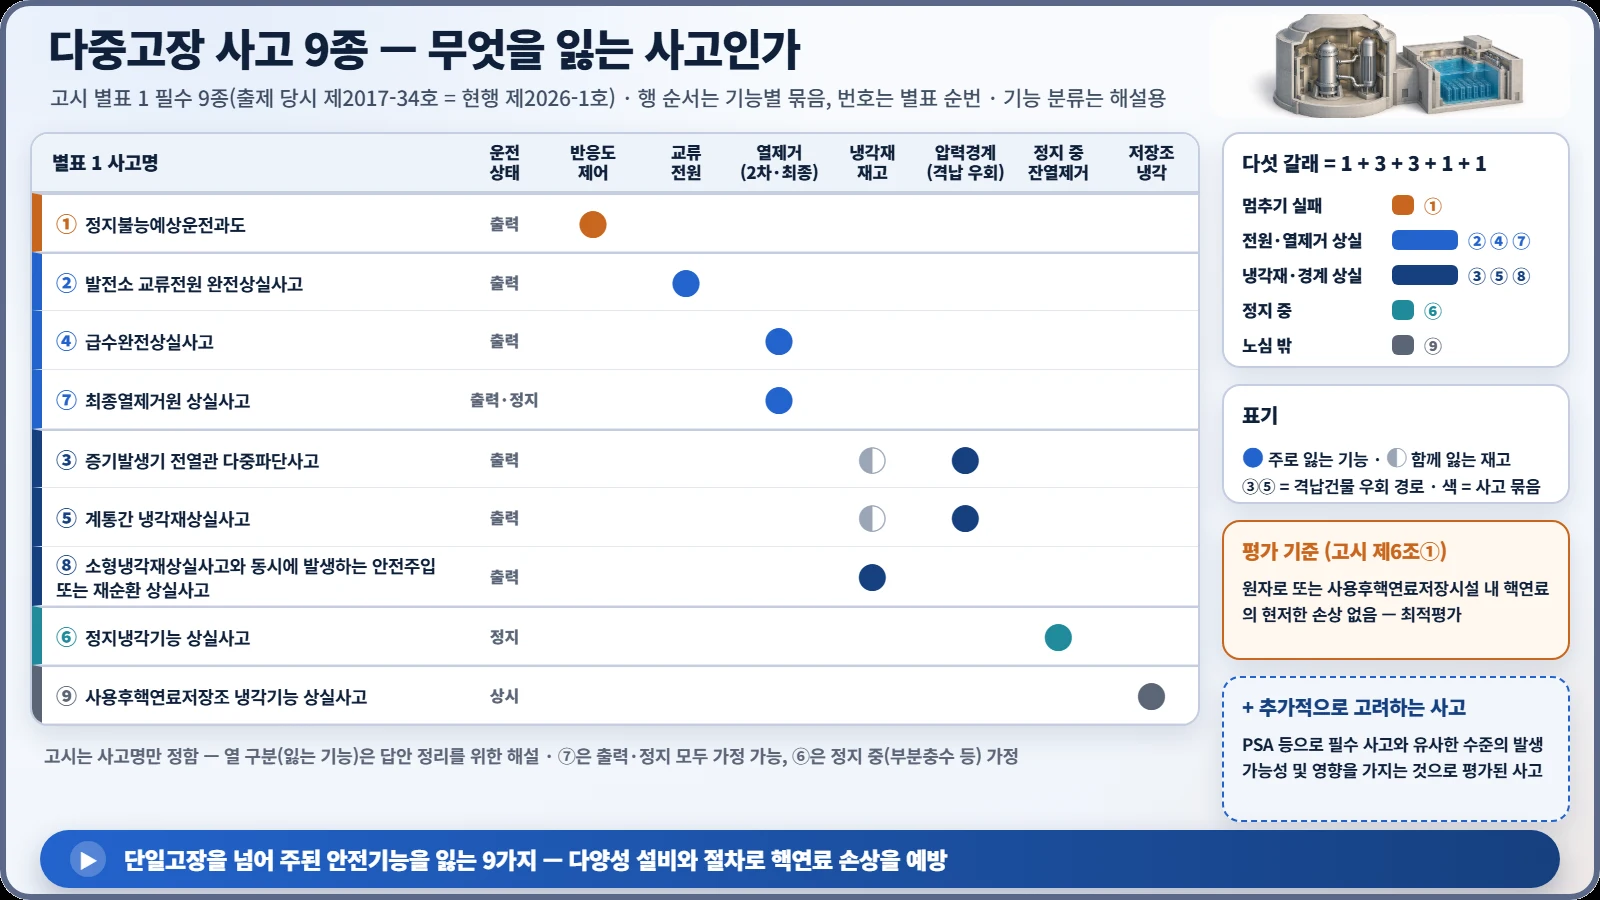 다중고장 사고 9종 — 무엇을 잃는 사고인가
고시 별표 1 필수 9종(출제 당시 제2017-34호 = 현행 제2026-1호) · 행 순서는 기능별 묶음, 번호는 별표 순번 · 기능 분류는 해설용
별표 1 사고명
운전
상태
반응도
제어
교류
전원
열제거
(2차·최종)
냉각재
재고
압력경계
(격납 우회)
정지 중
잔열제거
저장조
냉각
① 정지불능예상운전과도
출력
② 발전소 교류전원 완전상실사고
출력
④ 급수완전상실사고
출력
⑦ 최종열제거원 상실사고
출력·정지
③ 증기발생기 전열관 다중파단사고
출력
⑤ 계통간 냉각재상실사고
출력
⑧ 소형냉각재상실사고와 동시에 발생하는 안전주입
또는 재순환 상실사고
출력
⑥ 정지냉각기능 상실사고
정지
⑨ 사용후핵연료저장조 냉각기능 상실사고
상시
고시는 사고명만 정함 — 열 구분(잃는 기능)은 답안 정리를 위한 해설 · ⑦은 출력·정지 모두 가정 가능, ⑥은 정지 중(부분충수 등) 가정
다섯 갈래 = 1 + 3 + 3 + 1 + 1
멈추기 실패 ①
전원·열제거 상실 ② ④ ⑦
냉각재·경계 상실 ③ ⑤ ⑧
정지 중 ⑥
노심 밖 ⑨
표기
주로 잃는 기능 · 함께 잃는 재고
③⑤ = 격납건물 우회 경로 · 색 = 사고 묶음
평가 기준 (고시 제6조①)
원자로 또는 사용후핵연료저장시설 내 핵연료
의 현저한 손상 없음 — 최적평가
+ 추가적으로 고려하는 사고
PSA 등으로 필수 사고와 유사한 수준의 발생
가능성 및 영향을 가지는 것으로 평가된 사고
단일고장을 넘어 주된 안전기능을 잃는 9가지 — 다양성 설비와 절차로 핵연료 손상을 예방